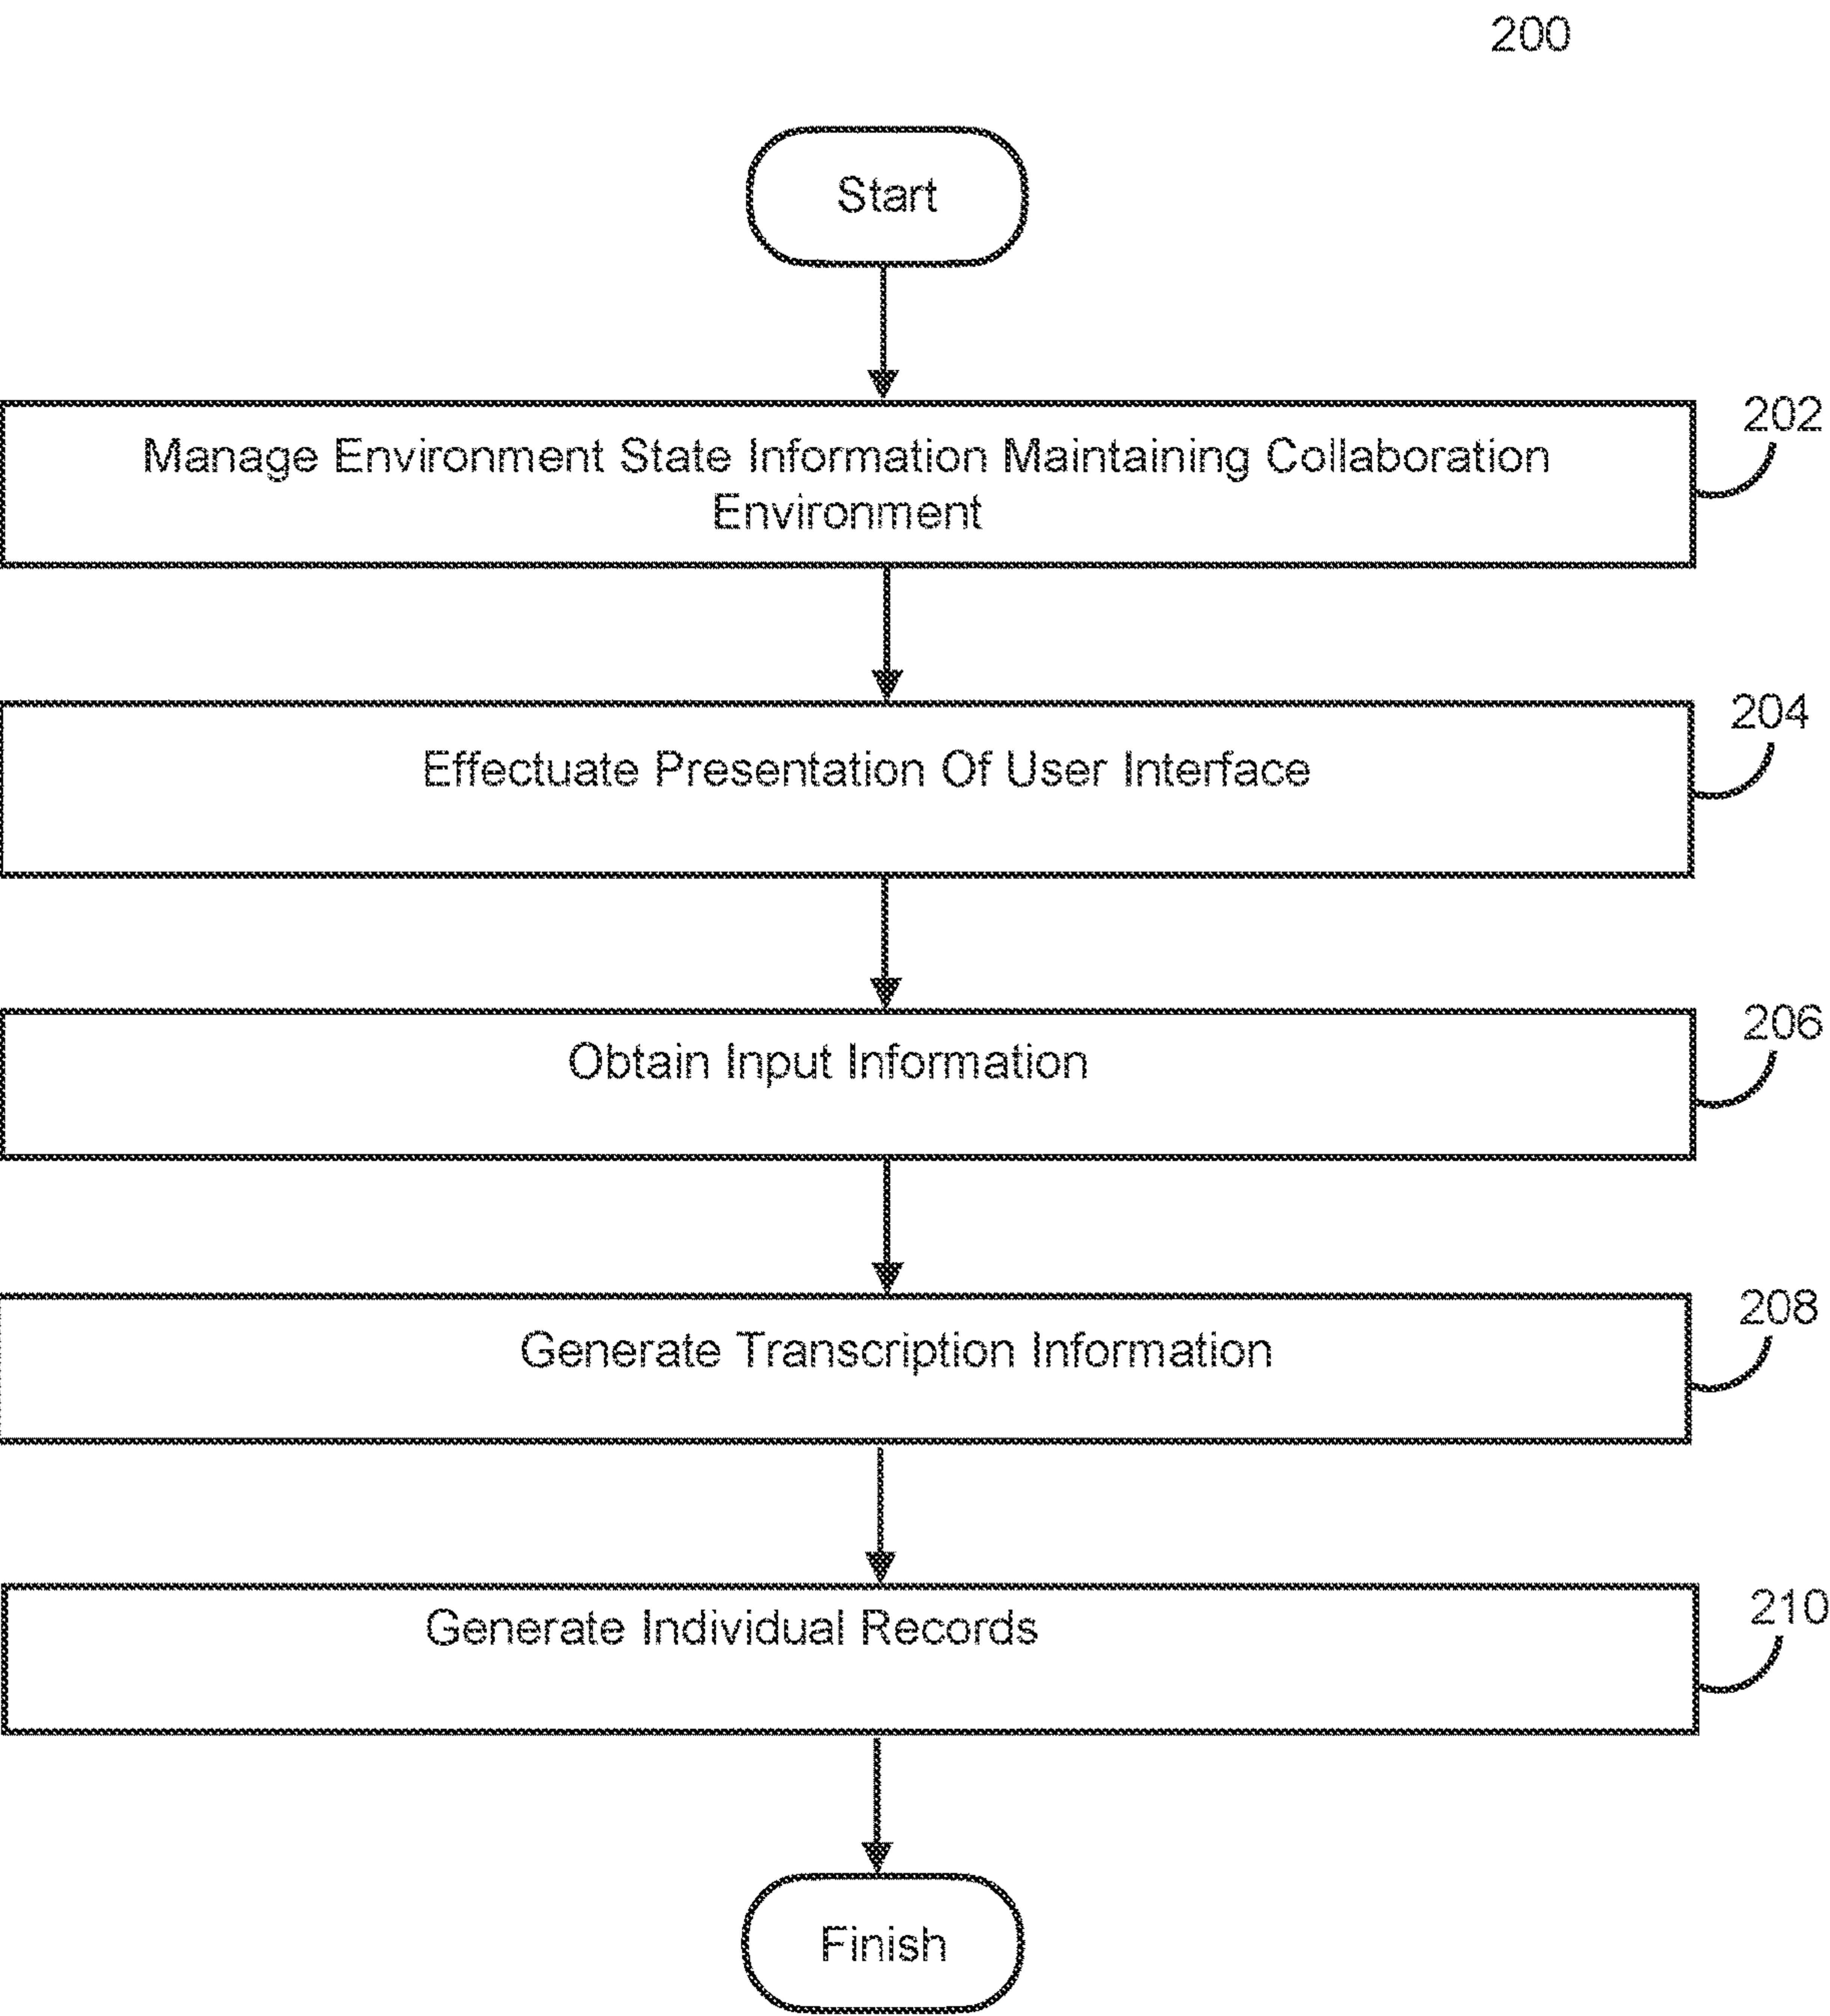 200
Start
202
Manage Environment State Information Maintaining Collaboration
Environment
204
Effectuate Presentation Of User Interface
206
Obtain Input Information
208
Generate Transcription Information
210
Generate Individual Records
Finish